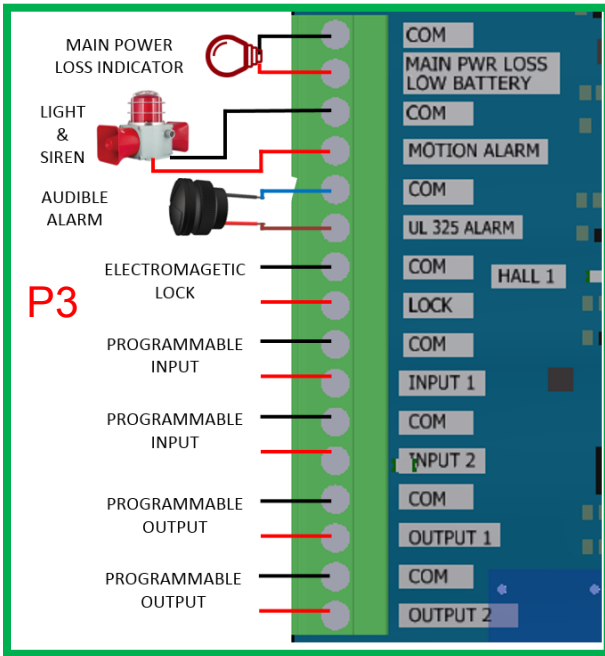 MAIN POWER
LOSS INDICATOR
COM
MAIN PWR LOSS
LOW BATTERY
LIGHT
&
SIREN
COM
MOTION ALARM
AUDIBLE
ALARM
COM
UL 325 ALARM
ELECTROMAGETIC
LOCK
COM
HALL 1
LOCK
P3
PROGRAMMABLE
INPUT
COM
INPUT 1
PROGRAMMABLE
INPUT
COM
INPUT 2
PROGRAMMABLE
OUTPUT
COM
OUTPUT 1
PROGRAMMABLE
OUTPUT
COM
OUTPUT 2